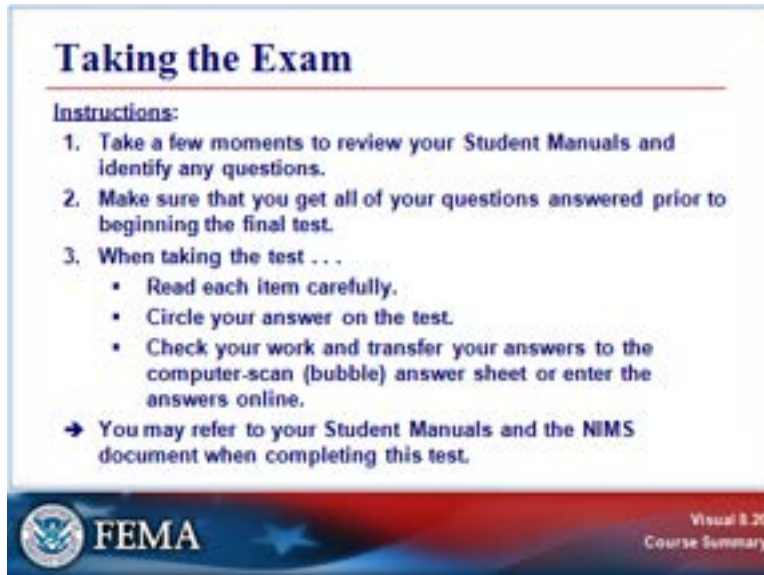 Taking the Exam
Instructions:
1. Take a few moments to review your Student Manuals and
identify any questions.
2. Make sure that you get all of your questions answered prior to
beginning the final test.
3. When taking the test . . .
▪ Read each item carefully.
▪ Circle your answer on the test.
▪ Check your work and transfer your answers to the
computer-scan (bubble) answer sheet or enter the
answers online.
➔ You may refer to your Student Manuals and the NIMS
document when completing this test.
FEMA
Visual 8.20
Course Summary